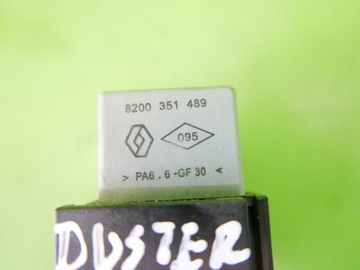 8200 351 489
095
> PA6.6-GF30 <
DUSTER